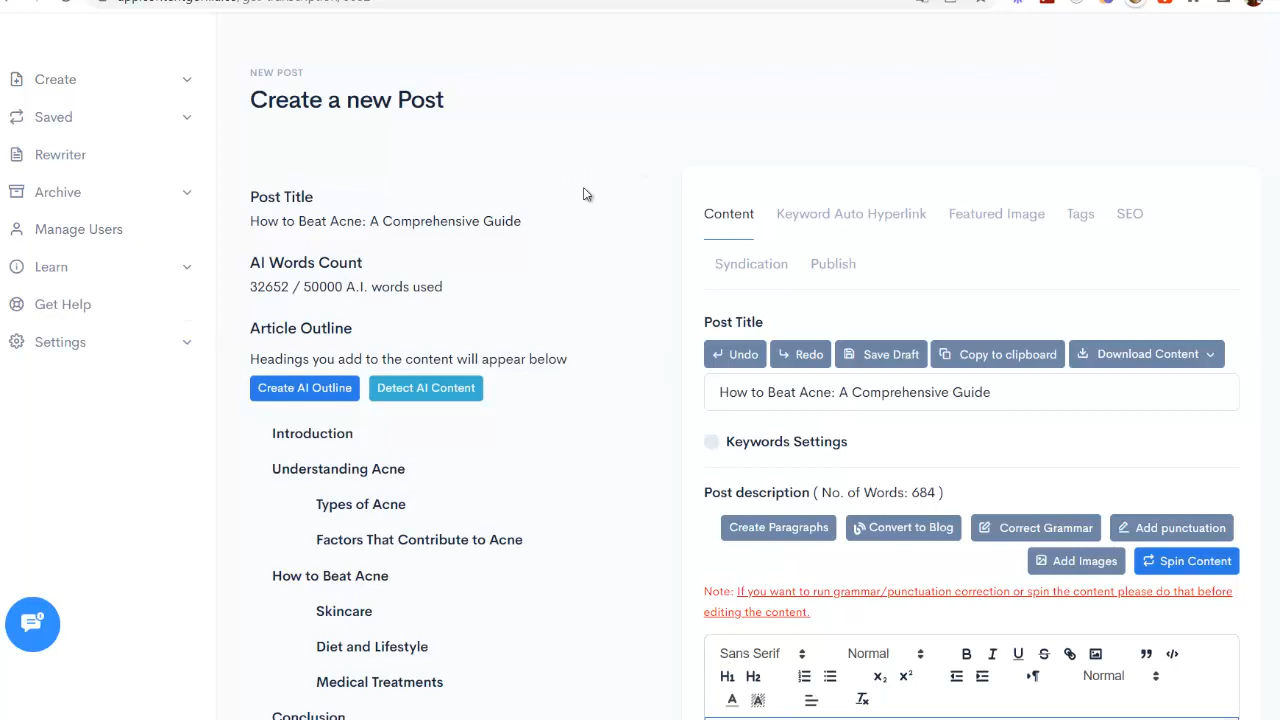 Create
Saved
Rewriter
Archive
Manage Users
Learn
Get Help
Settings
NEW POST
Create a new Post
Post Title
How to Beat Acne: A Comprehensive Guide
AI Words Count
32652 / 50000 A.I. words used
Article Outline
Headings you add to the content will appear below
Create AI Outline Detect AI Content
Introduction
Understanding Acne
Types of Acne
Factors That Contribute to Acne
How to Beat Acne
Skincare
Diet and Lifestyle
Medical Treatments
Conclusion
Content Keyword Auto Hyperlink Featured Image Tags SEO
Syndication Publish
Post Title
Undo Redo Save Draft Copy to clipboard Download Content
How to Beat Acne: A Comprehensive Guide
Keywords Settings
Post description ( No. of Words: 684 )
Create Paragraphs Convert to Blog Correct Grammar Add punctuation
Add Images Spin Content
Note: If you want to run grammar/punctuation correction or spin the content please do that before
editing the content.
Sans Serif Normal B I U S
H1 H2 X2 X2 Normal
A A Tx